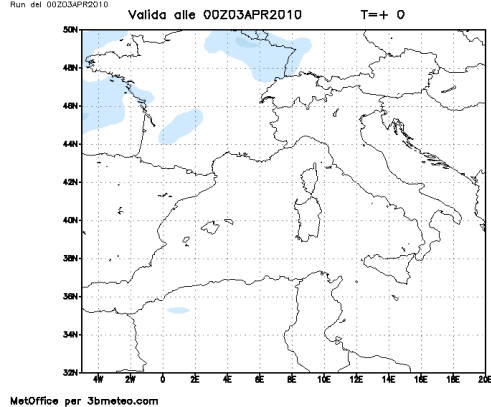 Run del 00Z03APR2010
Valida alle 00Z03APR2010 T=+ 0
50N
48N
46N
44N
42N
40N
38N
36N
34N
32N
4W 2W 0 2E 4E 6E 8E 10E 12E 14E 16E 18E 20E
MetOffice per 3bmeteo.com